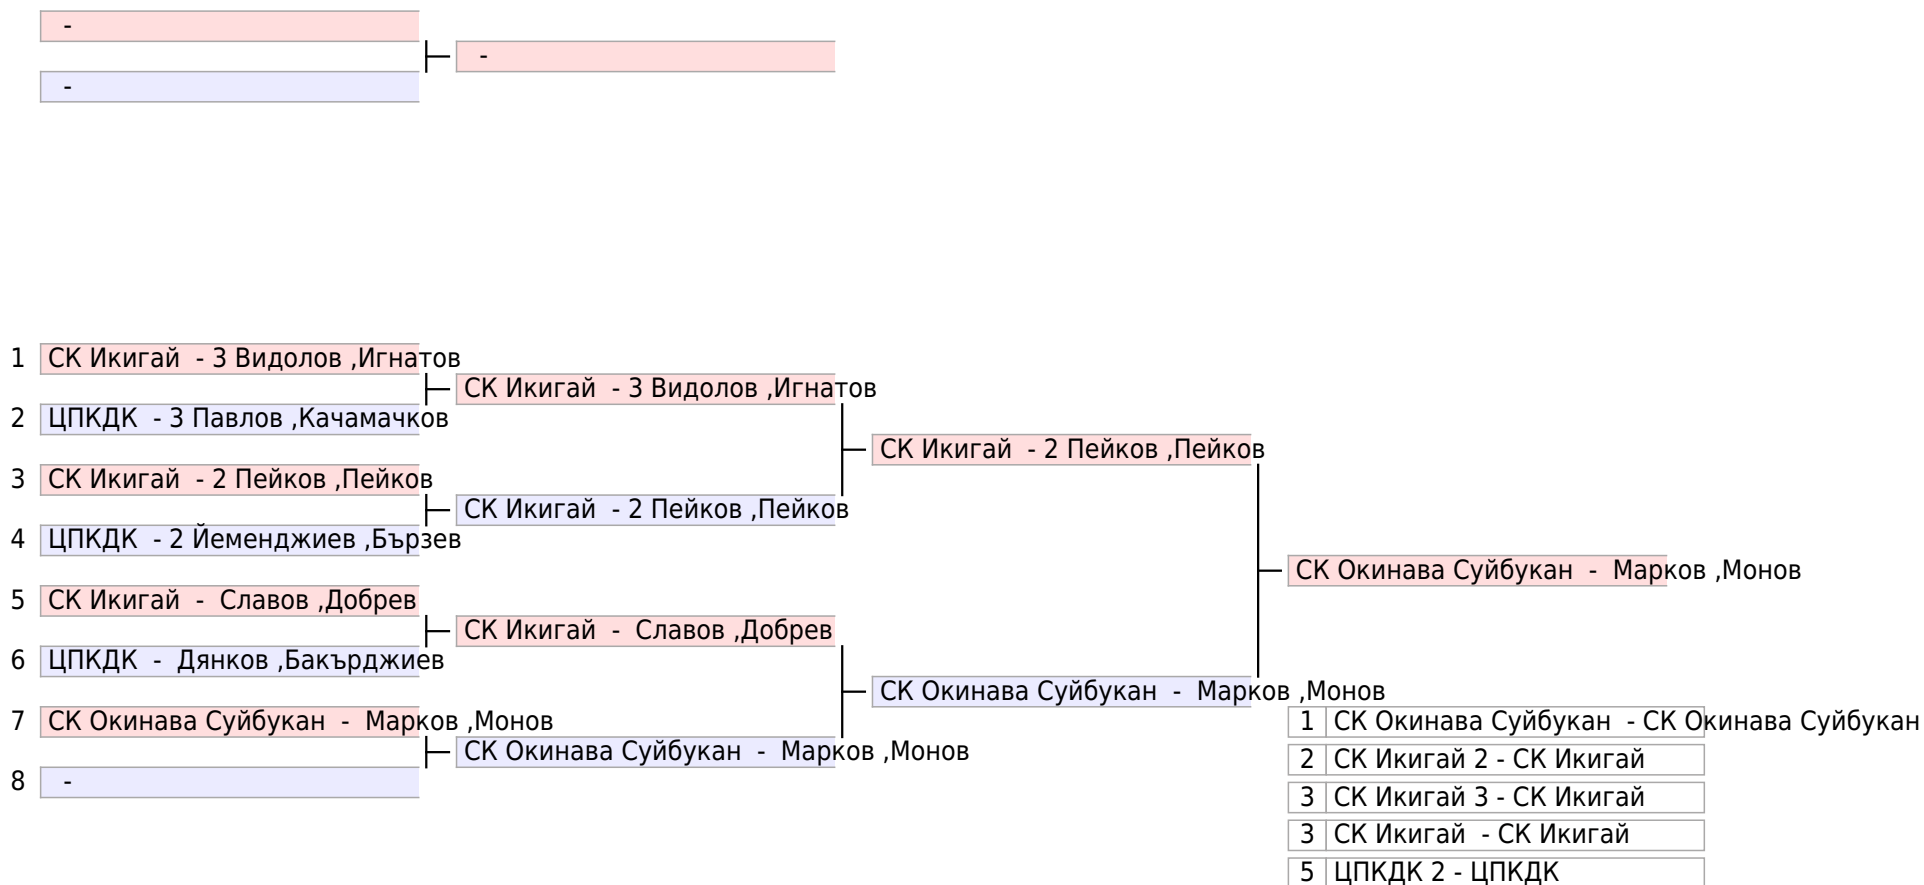 -
-
-
1 СК Икигай - 3 Видолов ,Игнатов
СК Икигай - 3 Видолов ,Игнатов
2 ЦПКДК - 3 Павлов ,Качамачков
СК Икигай - 2 Пейков ,Пейков
3 СК Икигай - 2 Пейков ,Пейков
СК Икигай - 2 Пейков ,Пейков
4 ЦПКДК - 2 Йеменджиев ,Бързев
СК Окинава Суйбукан - Марков ,Монов
5 СК Икигай - Славов ,Добрев
СК Икигай - Славов ,Добрев
6 ЦПКДК - Дянков ,Бакърджиев
СК Окинава Суйбукан - Марков ,Монов
7 СК Окинава Суйбукан - Марков ,Монов
СК Окинава Суйбукан - Марков ,Монов
8 -
1 СК Окинава Суйбукан - СК Окинава Суйбукан
2 СК Икигай 2 - СК Икигай
3 СК Икигай 3 - СК Икигай
3 СК Икигай - СК Икигай
5 ЦПКДК 2 - ЦПКДК